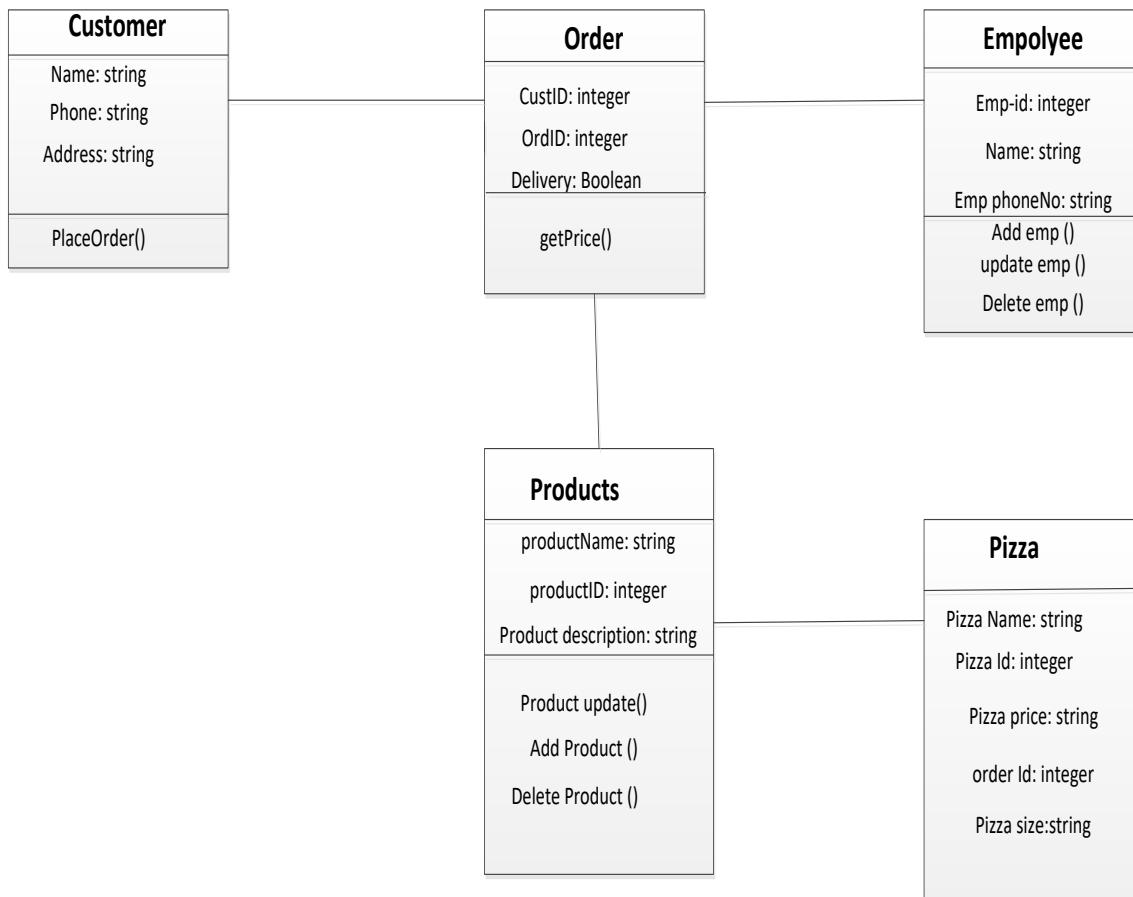 Customer
Name: string
Phone: string
Address: string
PlaceOrder()
Order
CustID: integer
OrdID: integer
Delivery: Boolean
getPrice()
Empolyee
Emp-id: integer
Name: string
Emp phoneNo: string
Add emp ()
update emp ()
Delete emp ()
Products
productName: string
productID: integer
Product description: string
Product update()
Add Product ()
Delete Product ()
Pizza
Pizza Name: string
Pizza Id: integer
Pizza price: string
order Id: integer
Pizza size:string